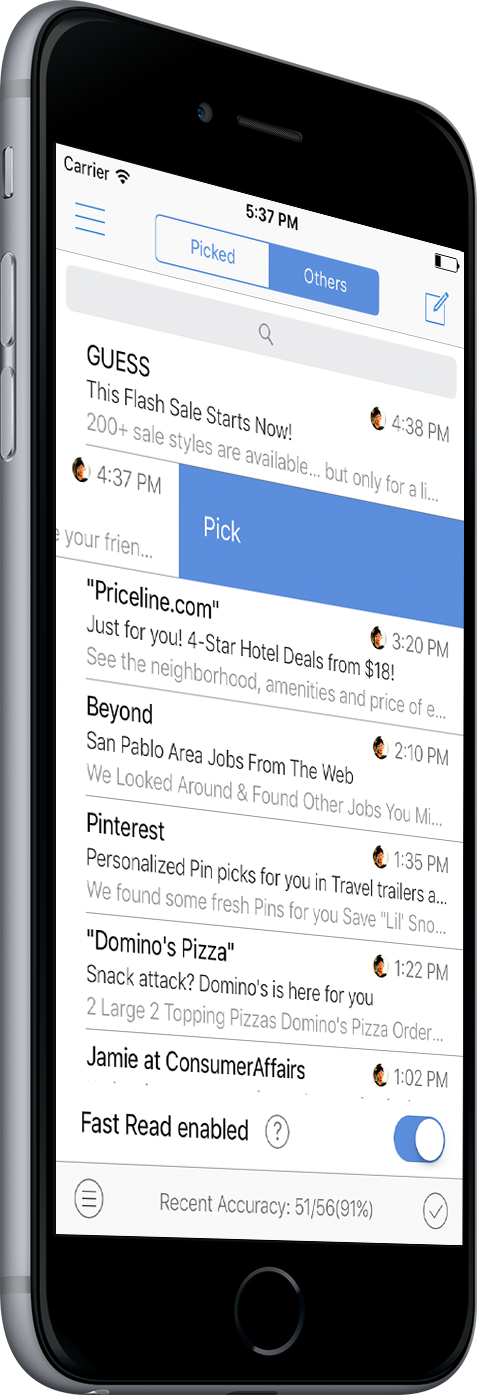 Carrier
5:37 PM
Picked
Others
GUESS
This Flash Sale Starts Now!
4:38 PM
200+ sale styles are available... but only for a li...
4:37 PM
Pick
e your frien...
"Priceline.com"
3:20 PM
Just for you! 4-Star Hotel Deals from $18!
See the neighborhood, amenities and price of e...
Beyond
2:10 PM
San Pablo Area Jobs From The Web
We Looked Around & Found Other Jobs You Mi...
Pinterest
1:35 PM
Personalized Pin picks for you in Travel trailers a...
We found some fresh Pins for you Save "Lil' Sno...
"Domino's Pizza"
1:22 PM
Snack attack? Domino's is here for you
2 Large 2 Topping Pizzas Domino's Pizza Order...
Jamie at ConsumerAffairs
1:02 PM
Fast Read enabled ?
Recent Accuracy: 51/56(91%)